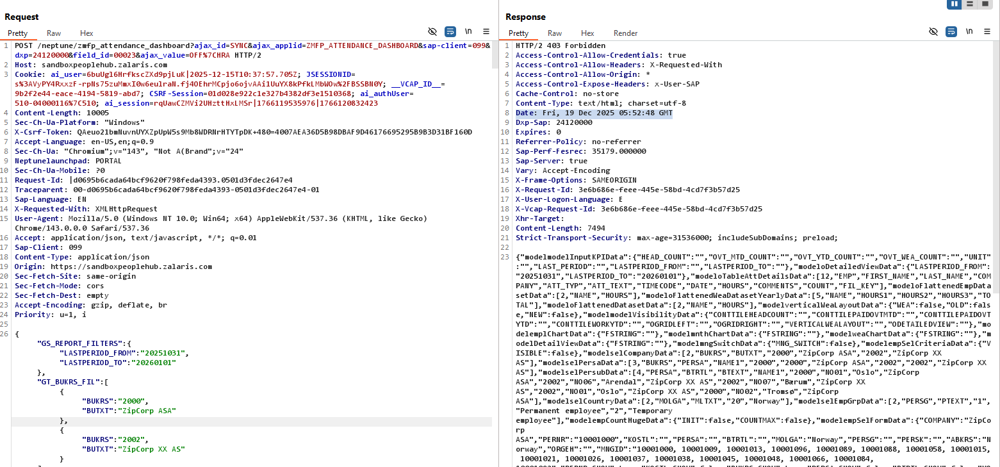 Request
Pretty Raw Hex \n
1 POST /neptune/zmfp_attendance_dashboard?ajax_id=SYNC&ajax_applid=ZMFP_ATTENDANCE_DASHBOARD&sap-client=099&
dxp=24120000&field_id=00023&ajax_value=OFF%7CHRA HTTP/2
2 Host: sandboxpeoplehub.zalaris.com
3 Cookie: ai_user=6buUgl6HrfkscZXd9pjLuK|2025-12-15T10:37:57.705Z; JSESSIONID=
s%3AVyPY4RxxzF-rpNs75zuMmxI0w6eulraN.fj4OEhrMCpjo6ojvAAi1UuYX8kPfkLMbWOw%2FBSSBN0Y; __VCAP_ID__=
9b2f2e44-eace-4194-5819-abd7; CSRF-Session=01d028e922c1e327b4382df3e1510368; ai_authUser=
510-04000116%7C510; ai_session=rqUawCZMVi2UHzttHxLMSr|1766119535976|1766120832423
4 Content-Length: 10005
5 Sec-Ch-Ua-Platform: "Windows"
6 X-Csrf-Token: QAeuo21bmNuvnUYXZpUpW5s9Mb8WDRNrHTYTpDK+480=4007AEA36D5B98DBAF9D46176695295B9B3D31BF160D
7 Accept-Language: en-US,en;q=0.9
8 Sec-Ch-Ua: "Chromium";v="143", "Not A(Brand";v="24"
9 Neptunelaunchpad: PORTAL
10 Sec-Ch-Ua-Mobile: ?0
11 Request-Id: |d0695b6cada64bcf9620f798feda4393.0501d3fdec2647e4
12 Traceparent: 00-d0695b6cada64bcf9620f798feda4393-0501d3fdec2647e4-01
13 Sap-Language: EN
14 X-Requested-With: XMLHttpRequest
15 User-Agent: Mozilla/5.0 (Windows NT 10.0; Win64; x64) AppleWebKit/537.36 (KHTML, like Gecko)
Chrome/143.0.0.0 Safari/537.36
16 Accept: application/json, text/javascript, */*; q=0.01
17 Sap-Client: 099
18 Content-Type: application/json
19 Origin: https://sandboxpeoplehub.zalaris.com
20 Sec-Fetch-Site: same-origin
21 Sec-Fetch-Mode: cors
22 Sec-Fetch-Dest: empty
23 Accept-Encoding: gzip, deflate, br
24 Priority: u=1, i
25
26 {
"GS_REPORT_FILTERS":{
"LASTPERIOD_FROM":"20251031",
"LASTPERIOD_TO":"20260101"
},
"GT_BUKRS_FIL":[
{
"BUKRS":"2000",
"BUTXT":"ZipCorp ASA"
},
{
"BUKRS":"2002",
"BUTXT":"ZipCorp XX AS"
}
Response
Pretty Raw Hex Render \n
1 HTTP/2 403 Forbidden
2 Access-Control-Allow-Credentials: true
3 Access-Control-Allow-Headers: X-Requested-With
4 Access-Control-Allow-Origin: *
5 Access-Control-Expose-Headers: x-User-SAP
6 Cache-Control: no-store
7 Content-Type: text/html; charset=utf-8
8 Date: Fri, 19 Dec 2025 05:52:48 GMT
9 Dxp-Sap: 24120000
10 Expires: 0
11 Referrer-Policy: no-referrer
12 Sap-Perf-Fesrec: 35179.000000
13 Sap-Server: true
14 Vary: Accept-Encoding
15 X-Frame-Options: SAMEORIGIN
16 X-Request-Id: 3e6b686e-feee-445e-58bd-4cd7f3b57d25
17 X-User-Logon-Language: E
18 X-Vcap-Request-Id: 3e6b686e-feee-445e-58bd-4cd7f3b57d25
19 Xhr-Target:
20 Content-Length: 7494
21 Strict-Transport-Security: max-age=31536000; includeSubDomains; preload;
22
23 {"modelmodelInputKPIData":{"HEAD_COUNT":"","OVT_MTD_COUNT":"","OVT_YTD_COUNT":"","OVT_WEA_COUNT":"","UNIT"
:"","LAST_PERIOD":"","LASTPERIOD_FROM":"","LASTPERIOD_TO":""},"modeloDetailedViewData":{"LASTPERIOD_FROM":
"20251031","LASTPERIOD_TO":"20260101"},"modeloTableAttDetailsData":[12,"EMP","FIRST_NAME","LAST_NAME","COM
PANY","ATT_TYP","ATT_TEXT","TIMECODE","DATE","HOURS","COMMENTS","COUNT","FIL_KEY"],"modeloFlattenedEmpData
setData":[2,"NAME","HOURS"],"modeloFlattenedWeaDatasetYearlyData":[5,"NAME","HOURS1","HOURS2","HOURS3","TO
TAL"],"modeloFlattenedDatasetData":[2,"NAME","HOURS"],"modelverticalWeaLayoutData":{"WEA":false,"OLD":fals
e,"NEW":false},"modelmodelVisibilityData":{"CONTTILEHEADCOUNT":"","CONTTILEPAIDOVTMTD":"","CONTTILEPAIDOVT
YTD":"","CONTTILEWORKYTD":"","OGRIDLEFT":"","OGRIDRIGHT":"","VERTICALWEALAYOUT":"","ODETAILEDVIEW":""},"mo
delemplChartData":{"FSTRING":""},"modelmnthChartData":{"FSTRING":""},"modelweaChartData":{"FSTRING":""},"m
odelDetailViewData":{"FSTRING":""},"modelmngSwitchData":{"MNG_SWITCH":false},"modelempSelCriteriaData":{"V
ISIBLE":false},"modelselCompanyData":[2,"BUKRS","BUTXT","2000","ZipCorp ASA","2002","ZipCorp XX
AS"],"modelselPersaData":[3,"BUKRS","PERSA","NAME1","2000","2000","ZipCorp ASA","2002","2002","ZipCorp XX
AS"],"modelselPersubData":[4,"PERSA","BTRTL","BTEXT","NAME1","2000","NO01","Oslo","ZipCorp
ASA","2002","NO06","Arendal","ZipCorp XX AS","2002","NO07","Bærum","ZipCorp XX
AS","2002","NO01","Oslo","ZipCorp XX AS","2000","NO02","Tromsø","ZipCorp
ASA"],"modelselCountryData":[2,"MOLGA","MLTXT","20","Norway"],"modelselEmpGrpData":[2,"PERSG","PTEXT","1",
"Permanent employee","2","Temporary
employee"],"modelempCountHugeData":{"INIT":false,"COUNTMAX":false},"modelempSelFormData":{"COMPANY":"ZipCo
rp
ASA","PERNR":"10001000","KOSTL":"","PERSA":"","BTRTL":"","MOLGA":"Norway","PERSG":"","PERSK":"","ABKRS":"N
orway","ORGEH":"","MNGID":"10001000, 10001009, 10001013, 10001096, 10001089, 10001088, 10001058, 10001015,
10001021, 10001026, 10001037, 10001038, 10001045, 10001048, 10001066, 10001084,